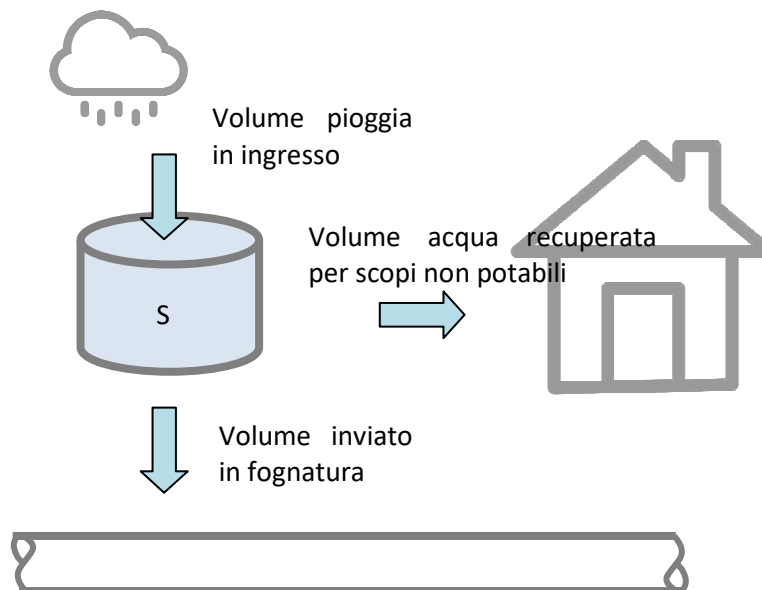 Volume pioggia
in ingresso
Volume acqua recuperata
per scopi non potabili
S
Volume inviato
in fognatura